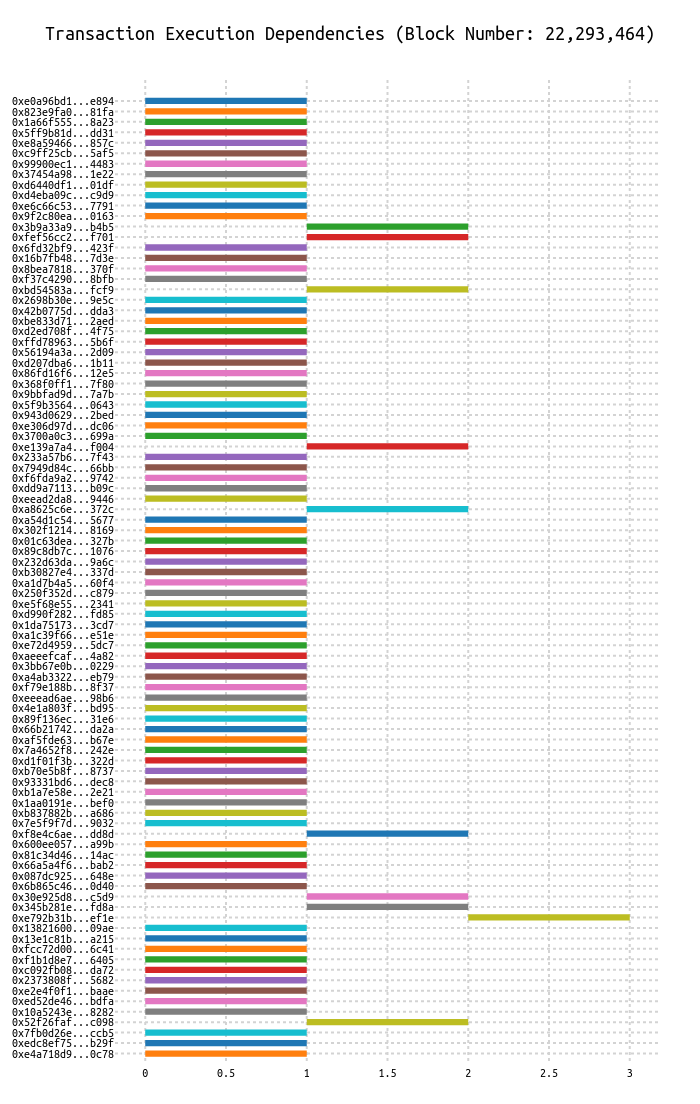 Transaction Execution Dependencies (Block Number: 22,293,464)
0xe0a96bd1...e894
0x823e9fa0...81fa
0x1a66f555...8a23
0x5ff9b81d...dd31
0xe8a59466...857c
0xc9ff25cb...5af5
0x99900ec1...4483
0x37454a98...1e22
0xd6440df1...01df
0xd4eba09c...c9d9
0xe6c66c53...7791
0x9f2c80ea...0163
0x3b9a33a9...b4b5
0xfef56cc2...f701
0x6fd32bf9...423f
0x16b7fb48...7d3e
0x8bea7818...370f
0xf37c4290...8bfb
0xbd54583a...fcf9
0x2698b30e...9e5c
0x42b0775d...dda3
0xbe833d71...2aed
0xd2ed708f...4f75
0xffd78963...5b6f
0x56194a3a...2d09
0xd207dba6...1b11
0x86fd16f6...12e5
0x368f0ff1...7f80
0x9bbfad9d...7a7b
0x5f9b3564...0643
0x943d0629...2bed
0xe306d97d...dc06
0x3700a0c3...699a
0xe139a7a4...f004
0x233a57b6...7f43
0x7949d84c...66bb
0xf6fda9a2...9742
0xdd9a7113...b09c
0xeead2da8...9446
0xa8625c6e...372c
0xa54d1c54...5677
0x302f1214...8169
0x01c63dea...327b
0x89c8db7c...1076
0x232d63da...9a6c
0xb30827e4...337d
0xa1d7b4a5...60f4
0x250f352d...c879
0xe5f68e55...2341
0xd990f282...fd85
0x1da75173...3cd7
0xa1c39f66...e51e
0xe72d4959...5dc7
0xaeeefcaf...4a82
0x3bb67e0b...0229
0xa4ab3322...eb79
0xf79e188b...8f37
0xeeead6ae...98b6
0x4e1a803f...bd95
0x89f136ec...31e6
0x66b21742...da2a
0xaf5fde63...b67e
0x7a4652f8...242e
0xd1f01f3b...322d
0xb70e5b8f...8737
0x93331bd6...dec8
0xb1a7e58e...2e21
0x1aa0191e...bef0
0xb837882b...a686
0x7e5f9f7d...9032
0xf8e4c6ae...dd8d
0x600ee057...a99b
0x81c34d46...14ac
0x66a5a4f6...bab2
0x087dc925...648e
0x6b865c46...0d40
0x30e925d8...c5d9
0x345b281e...fd8a
0xe792b31b...ef1e
0x13821600...09ae
0x13e1c81b...a215
0xfcc72d00...6c41
0xf1b1d8e7...6405
0xc092fb08...da72
0x2373808f...5682
0xe2e4f0f1...baae
0xed52de46...bdfa
0x10a5243e...8282
0x52f26faf...c098
0x7fb0d26e...ccb5
0xedc8ef75...b29f
0xe4a718d9...0c78
0 0.5 1 1.5 2 2.5 3